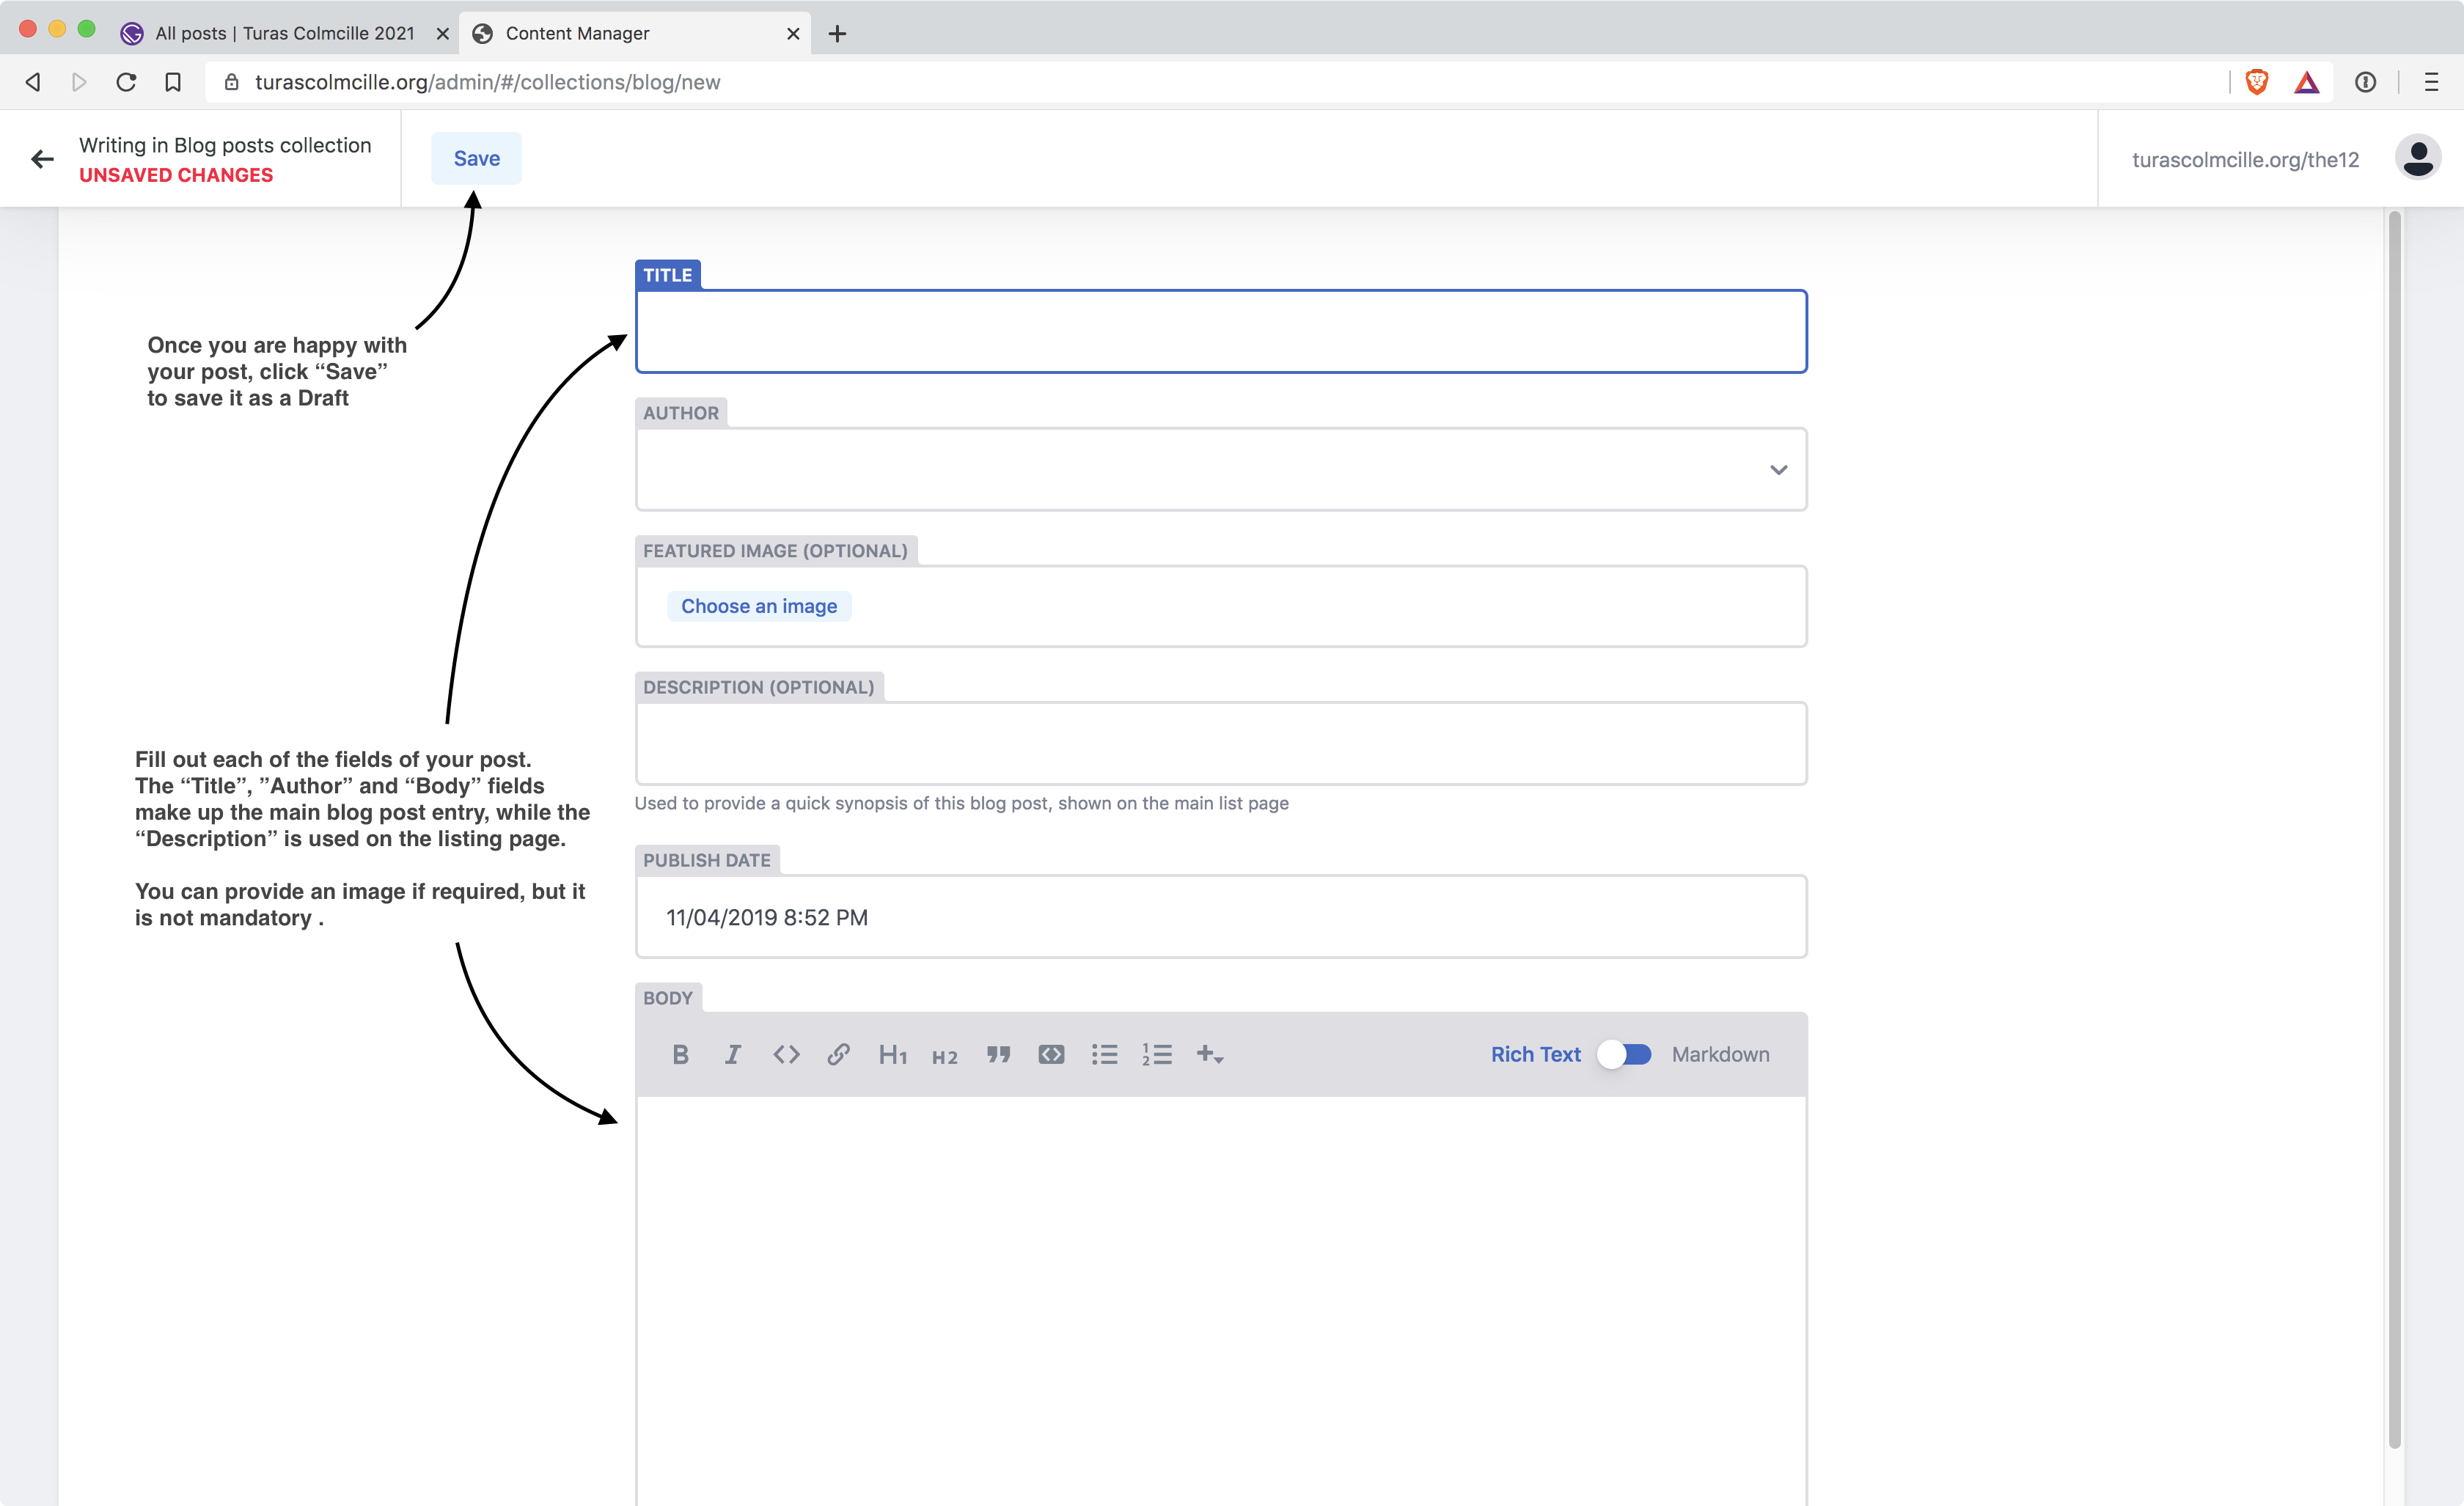 All posts | Turas Colmcille 2021
Content Manager
turascolmcille.org/admin/#/collections/blog/new
Writing in Blog posts collection
UNSAVED CHANGES
Save
turascolmcille.org/the12
Once you are happy with
your post, click “Save”
to save it as a Draft
TITLE
AUTHOR
FEATURED IMAGE (OPTIONAL)
Choose an image
DESCRIPTION (OPTIONAL)
Used to provide a quick synopsis of this blog post, shown on the main list page
Fill out each of the fields of your post.
The “Title”, ”Author” and “Body” fields
make up the main blog post entry, while the
“Description” is used on the listing page.
You can provide an image if required, but it
is not mandatory .
PUBLISH DATE
11/04/2019 8:52 PM
BODY
B I H1 H2 Rich Text Markdown